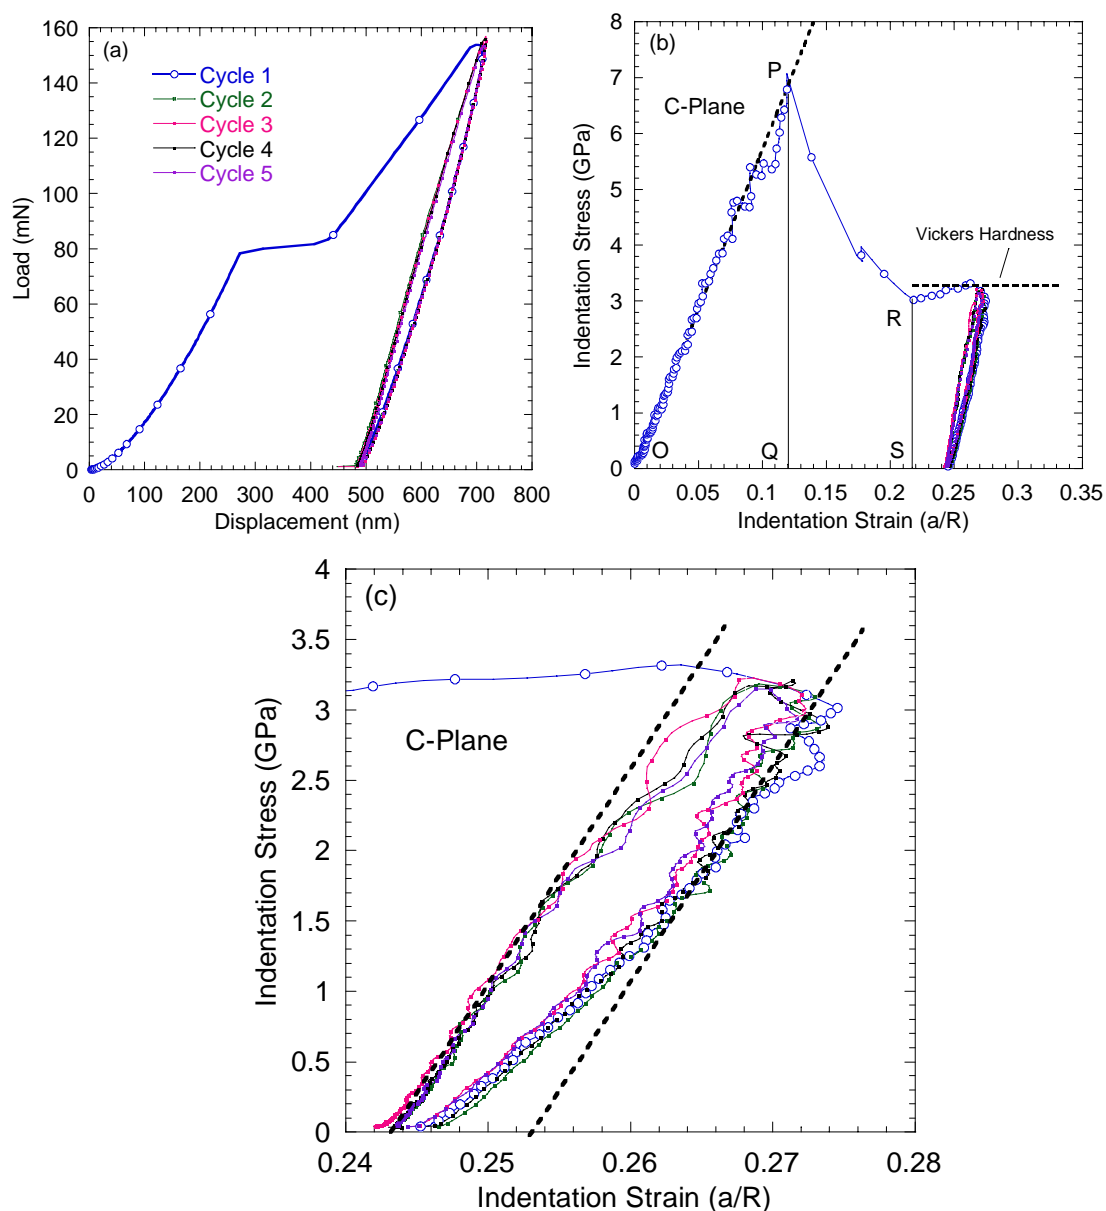 (a)
Cycle 1
Cycle 2
Cycle 3
Cycle 4
Cycle 5
Load (mN)
160
140
120
100
80
60
40
20
0
0 100 200 300 400 500 600 700 800
Displacement (nm)
(b)
P
C-Plane
Vickers Hardness
R
O Q S
Indentation Stress (GPa)
8
7
6
5
4
3
2
1
0
0 0.05 0.1 0.15 0.2 0.25 0.3 0.35
Indentation Strain (a/R)
(c)
C-Plane
Indentation Stress (GPa)
4
3.5
3
2.5
2
1.5
1
0.5
0
0.24 0.25 0.26 0.27 0.28
Indentation Strain (a/R)